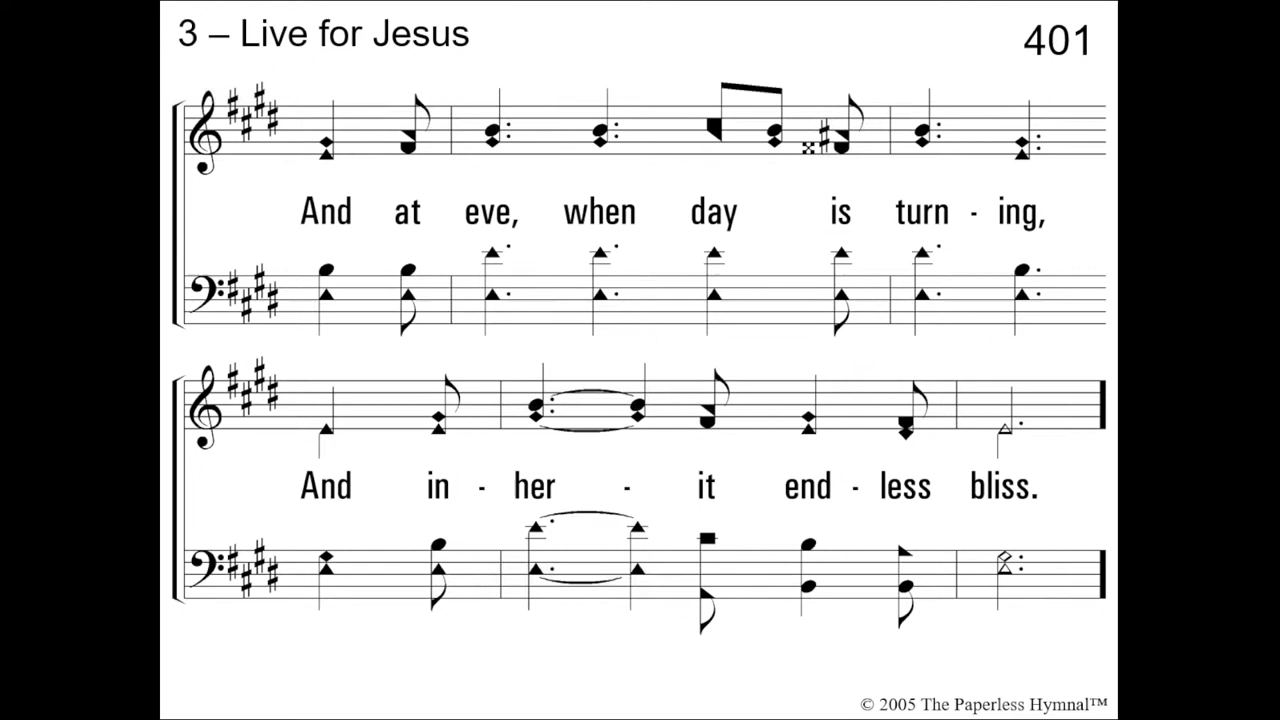 3 – Live for Jesus
401
And at eve, when day is turn - ing,
And in - her - it end - less bliss.
© 2005 The Paperless Hymnal™